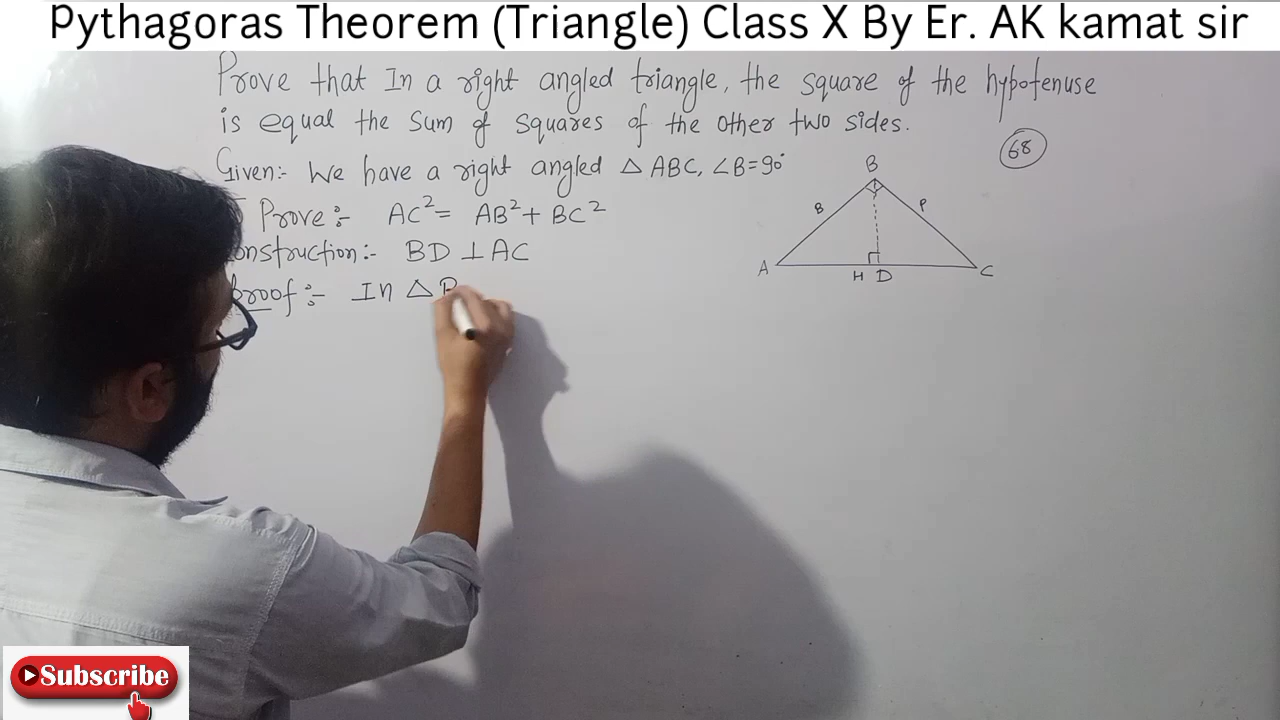 Pythagoras Theorem (Triangle) Class X By Er. AK kamat sir
Prove that In a right angled triangle, the square of the hypotenuse
is equal the sum of squares of the other two sides.
68
Given:- We have a right angled △ ABC, ∠B=90°
Prove:- AC²= AB²+ BC²
onstruction:- BD ⊥ AC
proof:- In △
B
B
P
A
H D
C
Subscribe